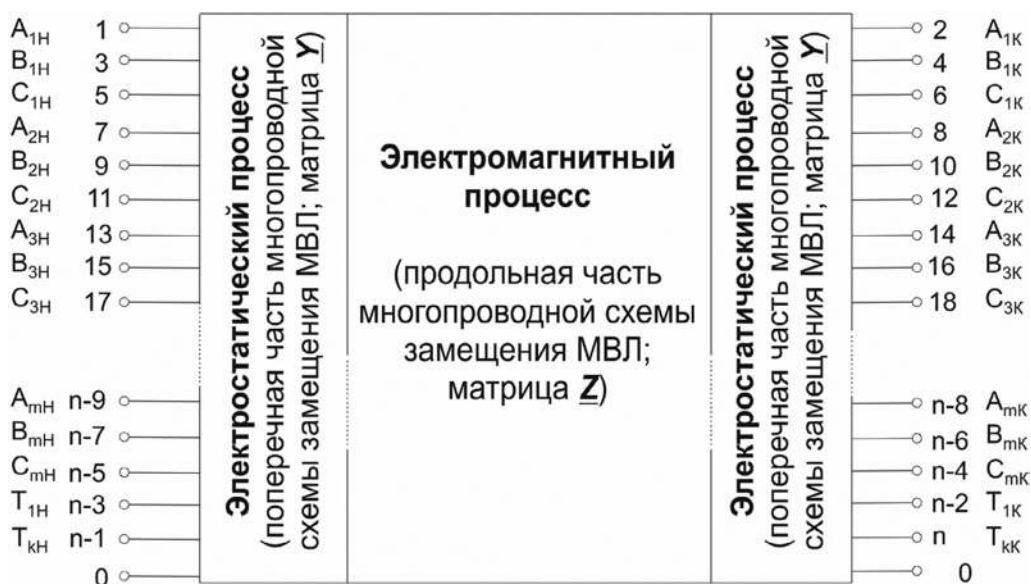 A1Н 1
B1Н 3
C1Н 5
A2Н 7
B2Н 9
C2Н 11
A3Н 13
B3Н 15
C3Н 17
AmН n-9
BmН n-7
CmН n-5
T1Н n-3
TkН n-1
0
Электростатический процесс
(поперечная часть многопроводной
схемы замещения МВЛ; матрица Y)
Электромагнитный
процесс
(продольная часть
многопроводной схемы
замещения МВЛ;
матрица Z)
Электростатический процесс
(поперечная часть многопроводной
схемы замещения МВЛ; матрица Y)
2 A1К
4 B1К
6 C1К
8 A2К
10 B2К
12 C2К
14 A3К
16 B3К
18 C3К
n-8 AmК
n-6 BmК
n-4 CmК
n-2 T1К
n TkК
0